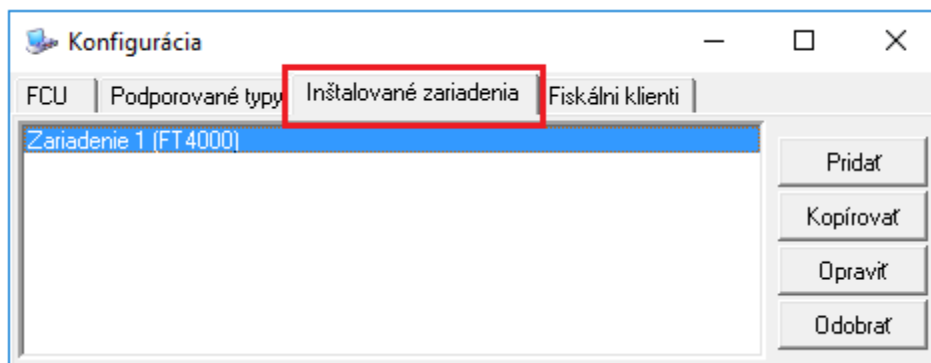 Konfigurácia
FCU Podporované typy Inštalované zariadenia Fiskálni klienti
Zariadenie 1 (FT4000)
Pridať
Kopírovať
Opraviť
Odobrať